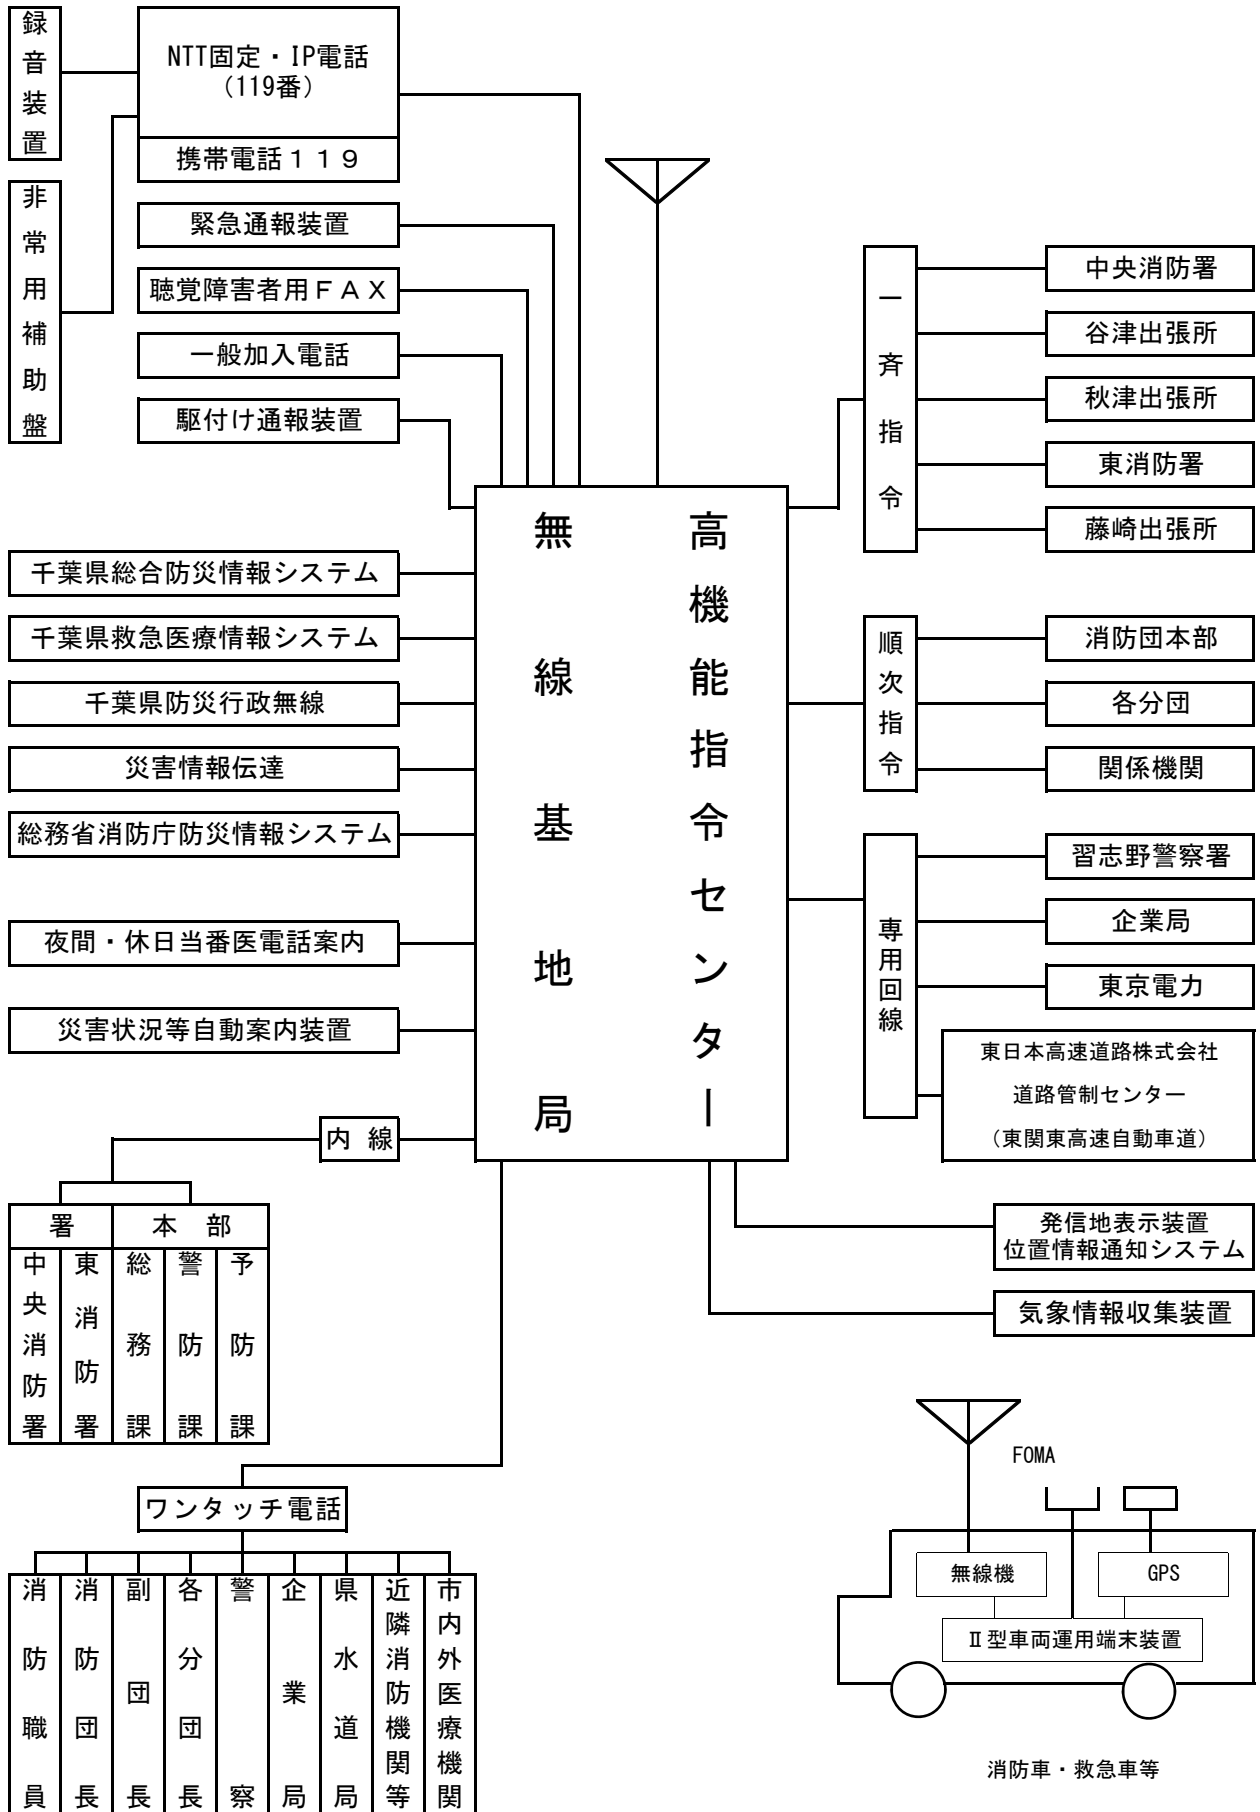 録音装置
NTT固定・IP電話
（119番）
携帯電話１１９
非常用補助盤
緊急通報装置
聴覚障害者用ＦＡＸ
一般加入電話
駆付け通報装置
一斉指令
中央消防署
谷津出張所
秋津出張所
東消防署
藤崎出張所
高機能指令センター
無線基地局
千葉県総合防災情報システム
千葉県救急医療情報システム
千葉県防災行政無線
災害情報伝達
総務省消防庁防災情報システム
夜間・休日当番医電話案内
災害状況等自動案内装置
順次指令
消防団本部
各分団
関係機関
専用回線
習志野警察署
企業局
東京電力
東日本高速道路株式会社
道路管制センター
（東関東高速自動車道）
内 線
署
本 部
中央消防署
東消防署
総務課
警防課
予防課
発信地表示装置
位置情報通知システム
気象情報収集装置
ワンタッチ電話
消防職員
消防団長
副団長
各分団長
警察
企業局
県水道局
近隣消防機関等
市内外医療機関
FOMA
無線機
GPS
Ⅱ型車両運用端末装置
消防車・救急車等